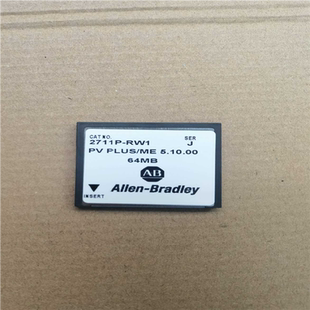 CAT NO. SER
2711P-RW1 J
PV PLUS/ME 5.10.00
64MB
AB
Allen-Bradley
INSERT